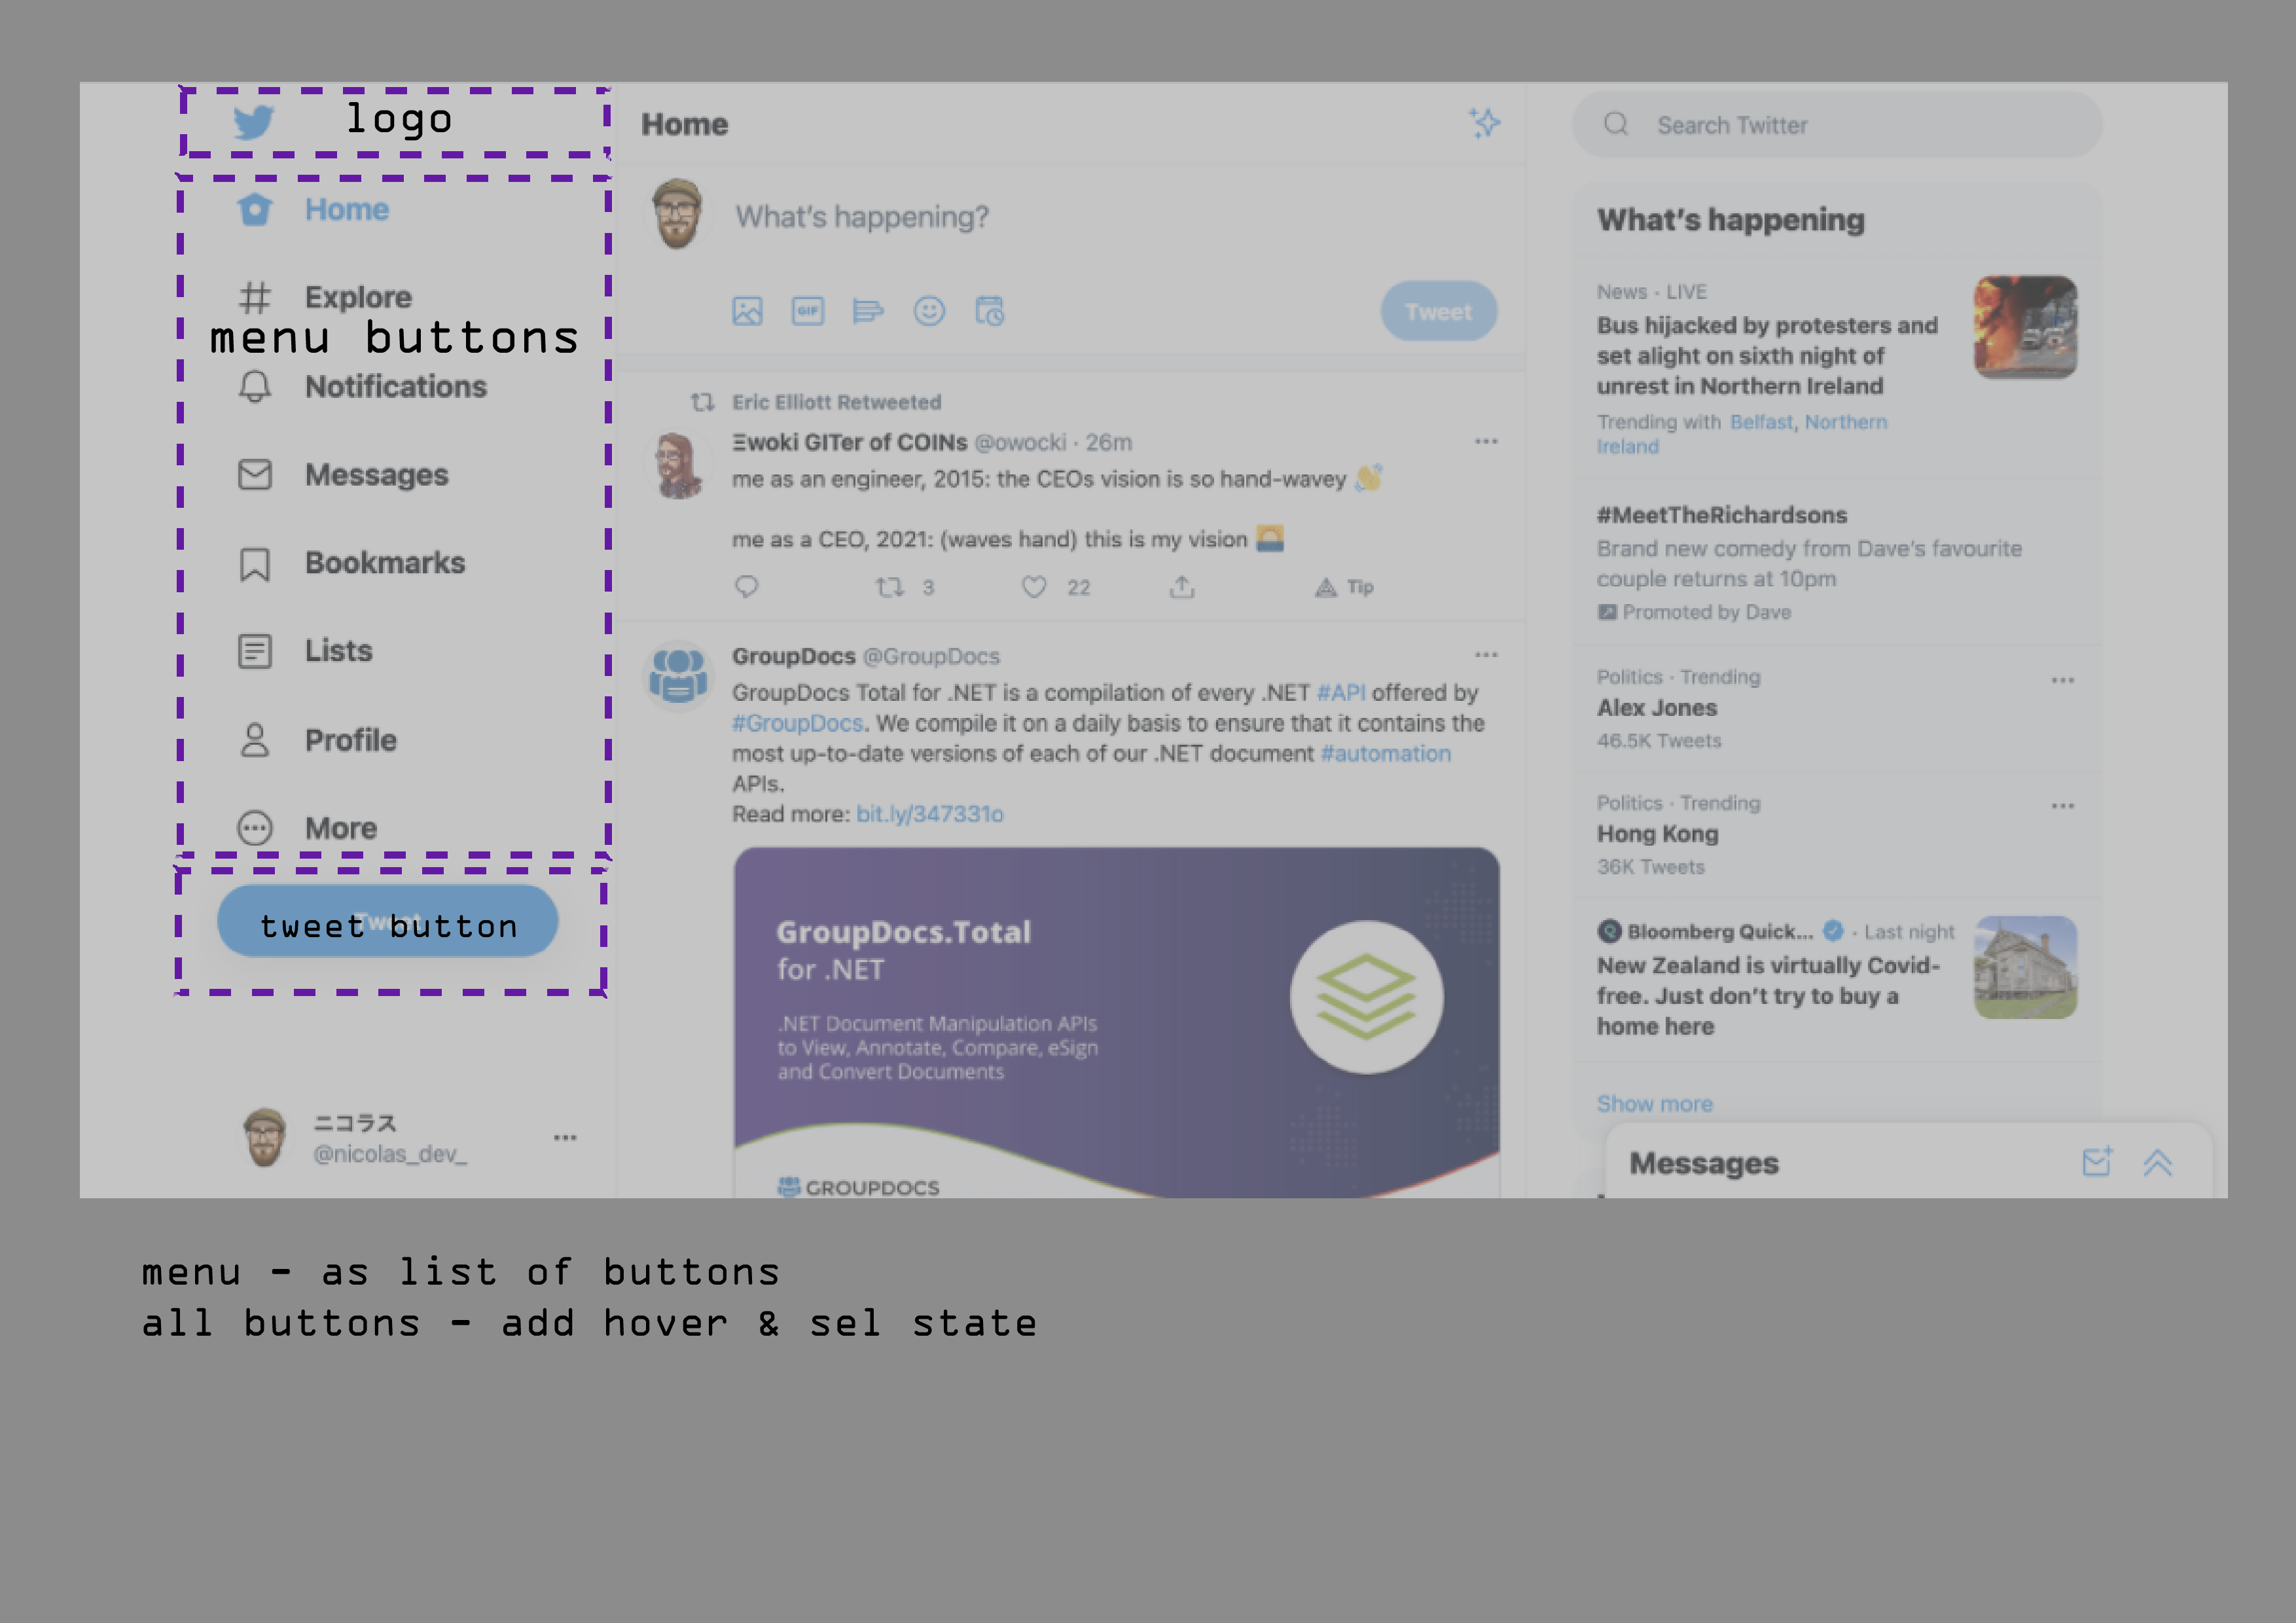 logo
Home
Explore
menu buttons
Notifications
Messages
Bookmarks
Lists
Profile
More
Tweet
tweet button
ニコラス
@nicolas_dev_
Home
What's happening?
GIF
Tweet
Eric Elliott Retweeted
Ξwoki GITer of COINs @owocki · 26m
me as an engineer, 2015: the CEOs vision is so hand-wavey 👋
me as a CEO, 2021: (waves hand) this is my vision 🌅
3 22 Tip
GroupDocs @GroupDocs
GroupDocs Total for .NET is a compilation of every .NET #API offered by
#GroupDocs. We compile it on a daily basis to ensure that it contains the
most up-to-date versions of each of our .NET document #automation
APIs.
Read more: bit.ly/347331o
GroupDocs.Total
for .NET
.NET Document Manipulation APIs
to View, Annotate, Compare, eSign
and Convert Documents
GROUPDOCS
Search Twitter
What's happening
News · LIVE
Bus hijacked by protesters and
set alight on sixth night of
unrest in Northern Ireland
Trending with Belfast, Northern
Ireland
#MeetTheRichardsons
Brand new comedy from Dave's favourite
couple returns at 10pm
Promoted by Dave
Politics · Trending
Alex Jones
46.5K Tweets
Politics · Trending
Hong Kong
36K Tweets
Bloomberg Quick... · Last night
New Zealand is virtually Covid-
free. Just don't try to buy a
home here
Show more
Messages
menu - as list of buttons
all buttons - add hover & sel state